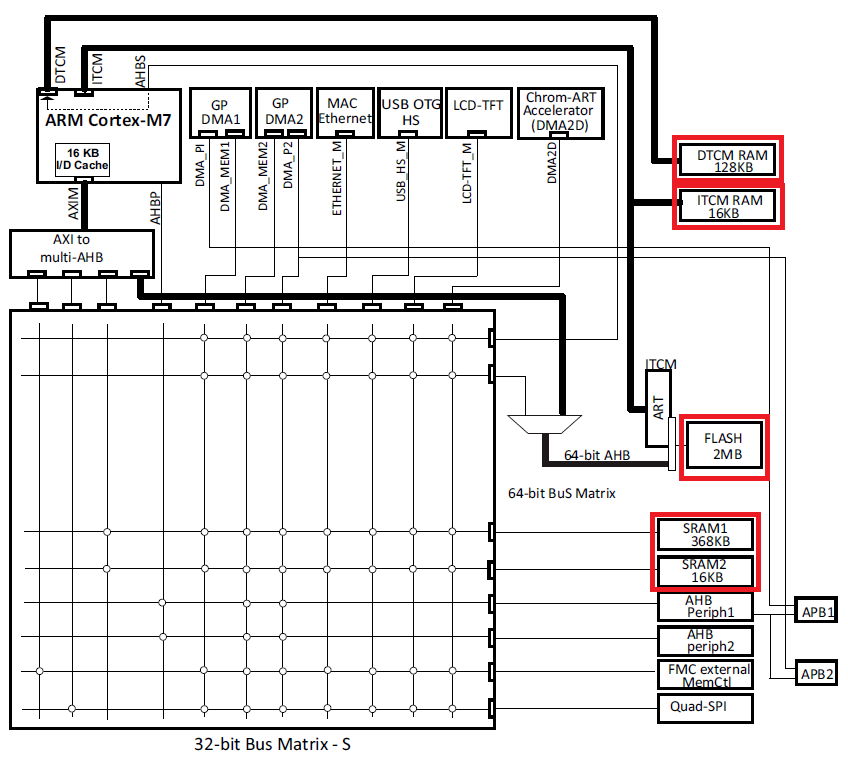 DTCM
ITCM
AHBS
ARM Cortex-M7
16 KB
I/D Cache
GP
DMA1
GP
DMA2
MAC
Ethernet
USB OTG
HS
LCD-TFT
Chrom-ART
Accelerator
(DMA2D)
DTCM RAM
128KB
ITCM RAM
16KB
AXIM
AHBP
DMA_PI
DMA_MEM1
DMA_MEM2
DMA_P2
ETHERNET_M
USB_HS_M
LCD-TFT_M
DMA2D
AXI to
multi-AHB
ITCM
ART
FLASH
2MB
64-bit AHB
64-bit BuS Matrix
SRAM1
368KB
SRAM2
16KB
AHB
Periph1
APB1
AHB
periph2
FMC external
MemCtl
APB2
Quad-SPI
32-bit Bus Matrix - S